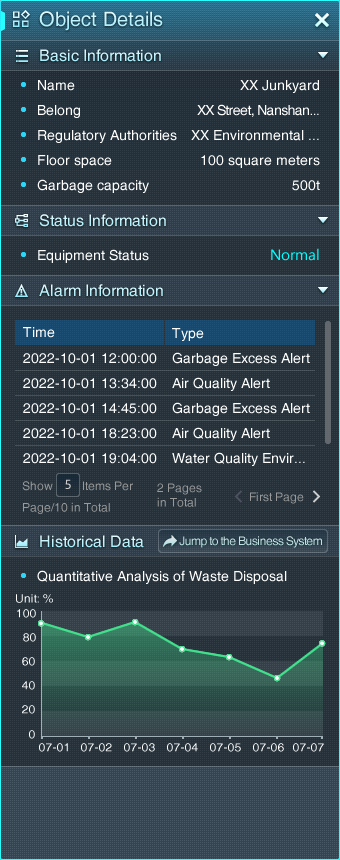 Object Details
Basic Information
Name XX Junkyard
Belong XX Street, Nanshan...
Regulatory Authorities XX Environmental ...
Floor space 100 square meters
Garbage capacity 500t
Status Information
Equipment Status Normal
Alarm Information
Time Type
2022-10-01 12:00:00 Garbage Excess Alert
2022-10-01 13:34:00 Air Quality Alert
2022-10-01 14:45:00 Garbage Excess Alert
2022-10-01 18:23:00 Air Quality Alert
2022-10-01 19:04:00 Water Quality Envir...
Show 5 Items Per
Page/10 in Total
2 Pages
in Total
First Page
Historical Data Jump to the Business System
Quantitative Analysis of Waste Disposal
Unit: %
100
80
60
40
20
0
07-01 07-02 07-03 07-04 07-05 07-06 07-07